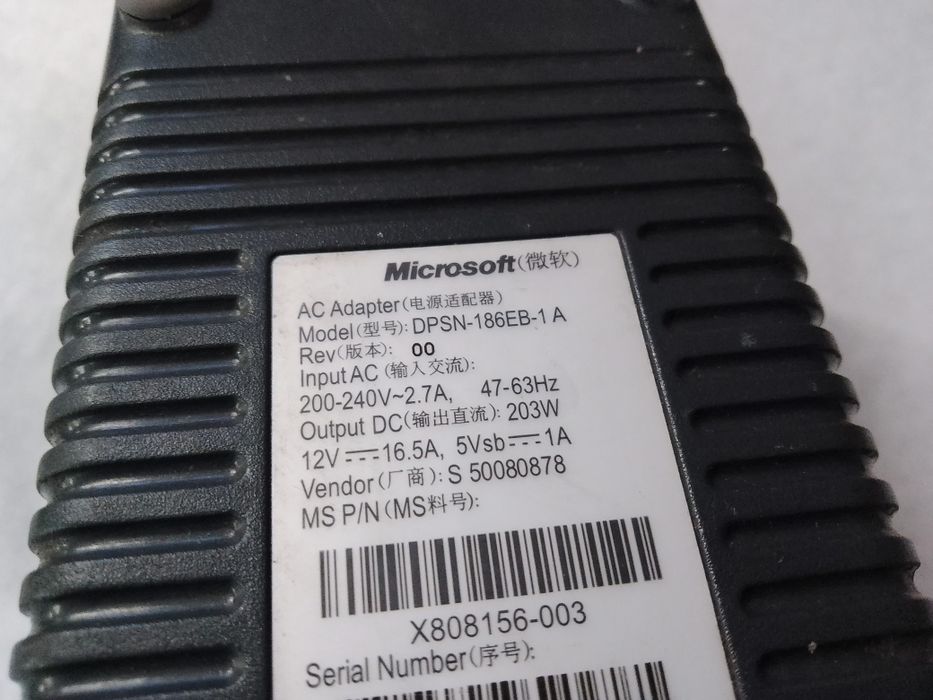 Microsoft(微软)
AC Adapter(电源适配器)
Model(型号): DPSN-186EB-1 A
Rev(版本): 00
Input AC (输入交流):
200-240V~2.7A, 47-63Hz
Output DC(输出直流): 203W
12V⎓16.5A, 5Vsb⎓1A
Vendor(厂商): S 50080878
MS P/N(MS料号):
X808156-003
Serial Number(序号):